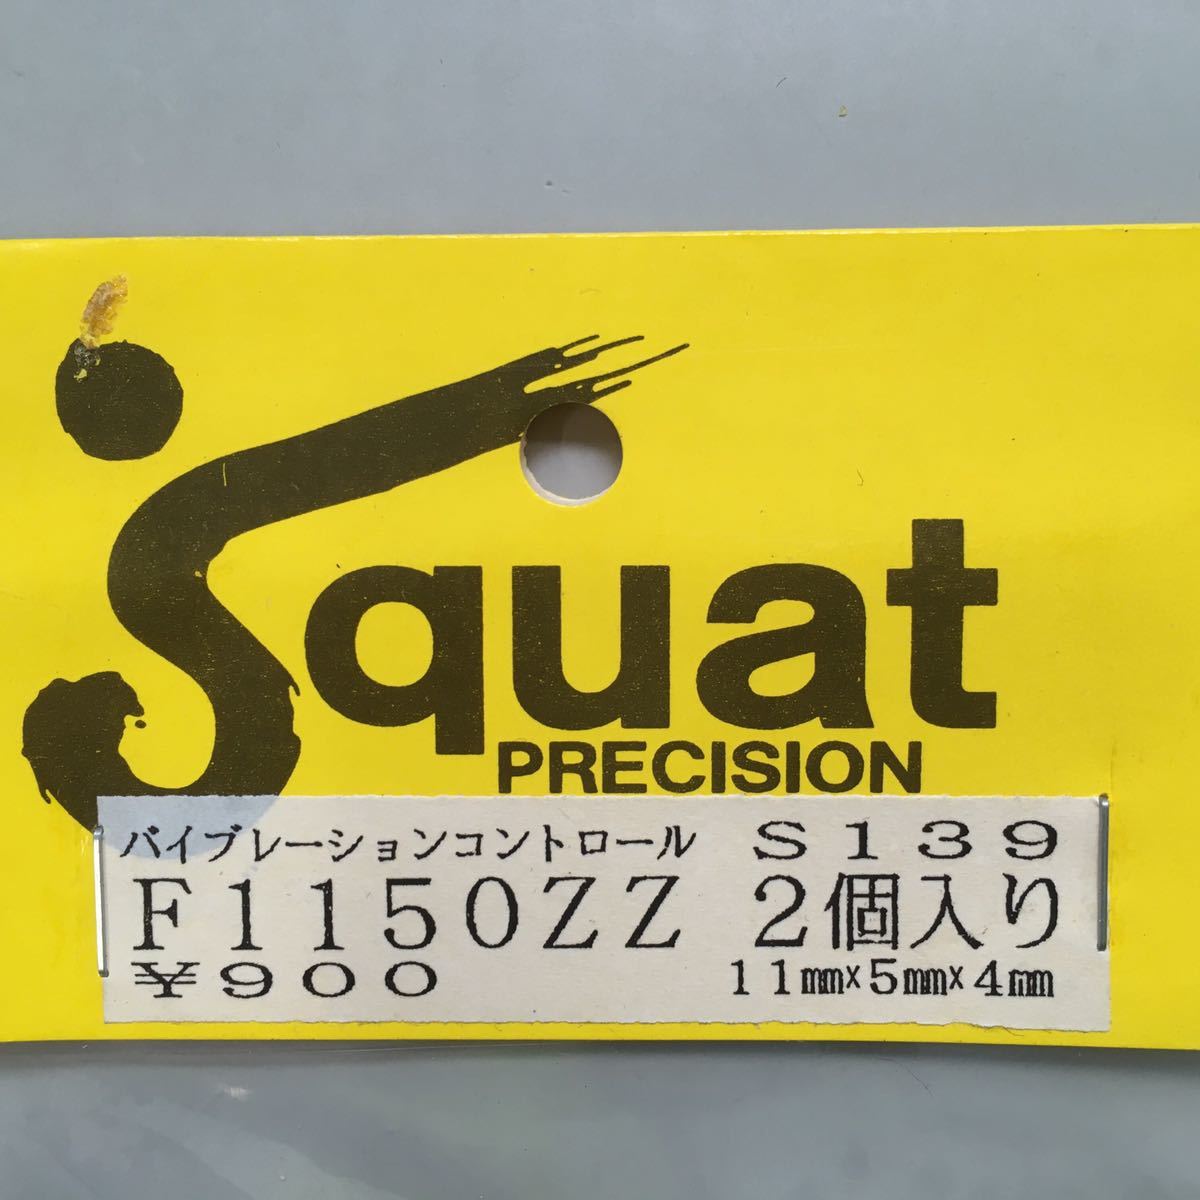 Squat
PRECISION
バイブレーションコントロール S139
F1150ZZ 2個入り
¥900 11㎜×5㎜×4㎜